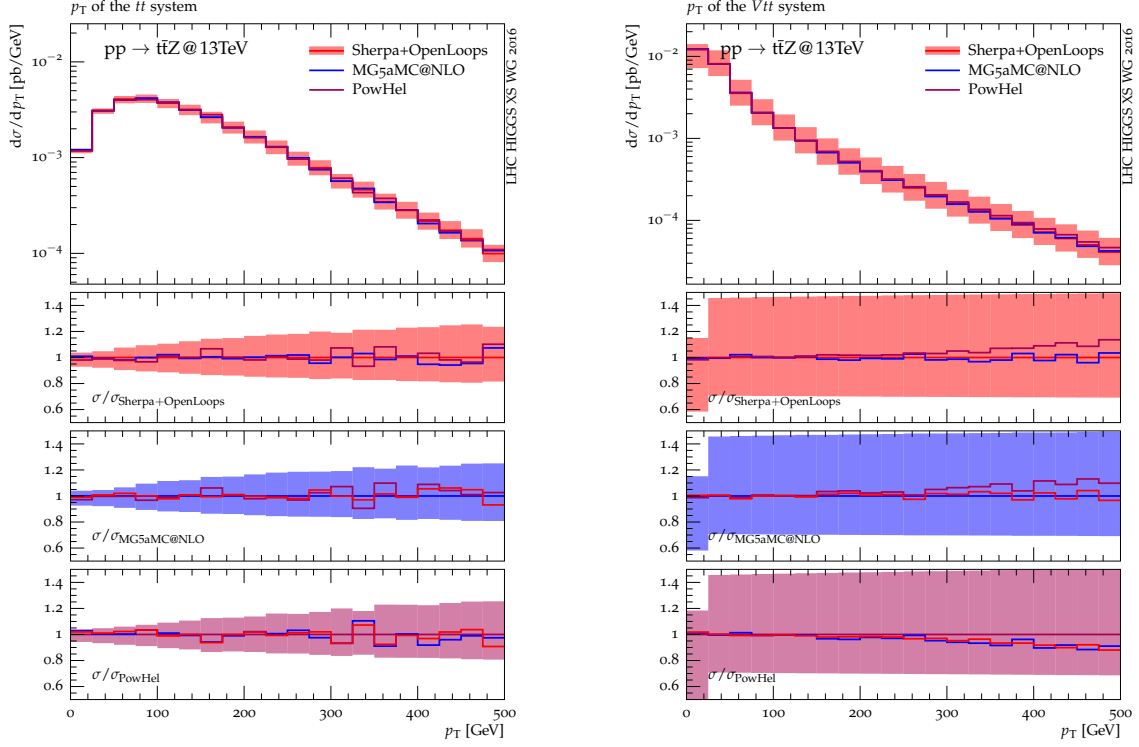 p_T of the tt system
pp → tt̄Z @ 13TeV
Sherpa+OpenLoops
MG5aMC@NLO
PowHel
LHC HIGGS XS WG 2016
dσ/dp_T [pb/GeV]
10^−2
10^−3
10^−4
1.4
1.2
1
0.8
0.6
σ/σ_Sherpa+OpenLoops
1.4
1.2
1
0.8
0.6
σ/σ_MG5aMC@NLO
1.4
1.2
1
0.8
0.6
σ/σ_PowHel
0 100 200 300 400 500
p_T [GeV]
p_T of the Vtt system
pp → tt̄Z @ 13TeV
Sherpa+OpenLoops
MG5aMC@NLO
PowHel
LHC HIGGS XS WG 2016
dσ/dp_T [pb/GeV]
10^−2
10^−3
10^−4
1.4
1.2
1
0.8
0.6
σ/σ_Sherpa+OpenLoops
1.4
1.2
1
0.8
0.6
σ/σ_MG5aMC@NLO
1.4
1.2
1
0.8
0.6
σ/σ_PowHel
0 100 200 300 400 500
p_T [GeV]